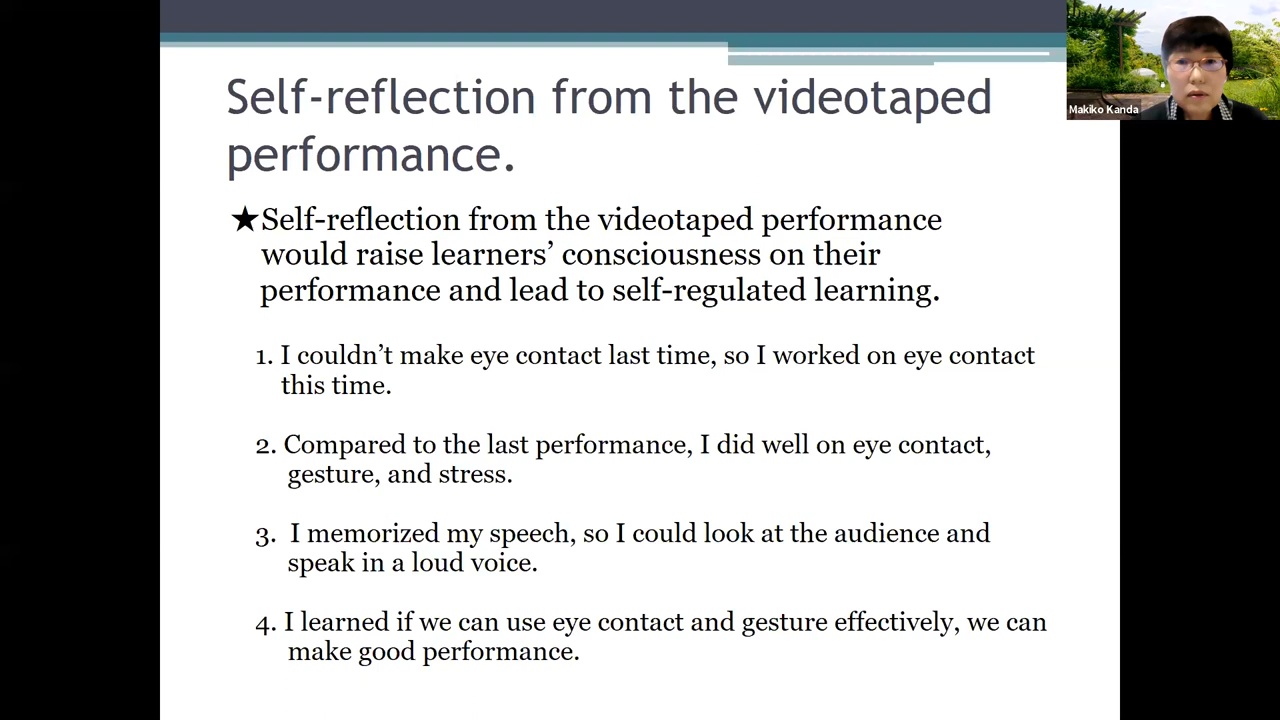 Self-reflection from the videotaped
performance.
★Self-reflection from the videotaped performance
would raise learners’ consciousness on their
performance and lead to self-regulated learning.
1. I couldn’t make eye contact last time, so I worked on eye contact
this time.
2. Compared to the last performance, I did well on eye contact,
gesture, and stress.
3. I memorized my speech, so I could look at the audience and
speak in a loud voice.
4. I learned if we can use eye contact and gesture effectively, we can
make good performance.
Makiko Kanda